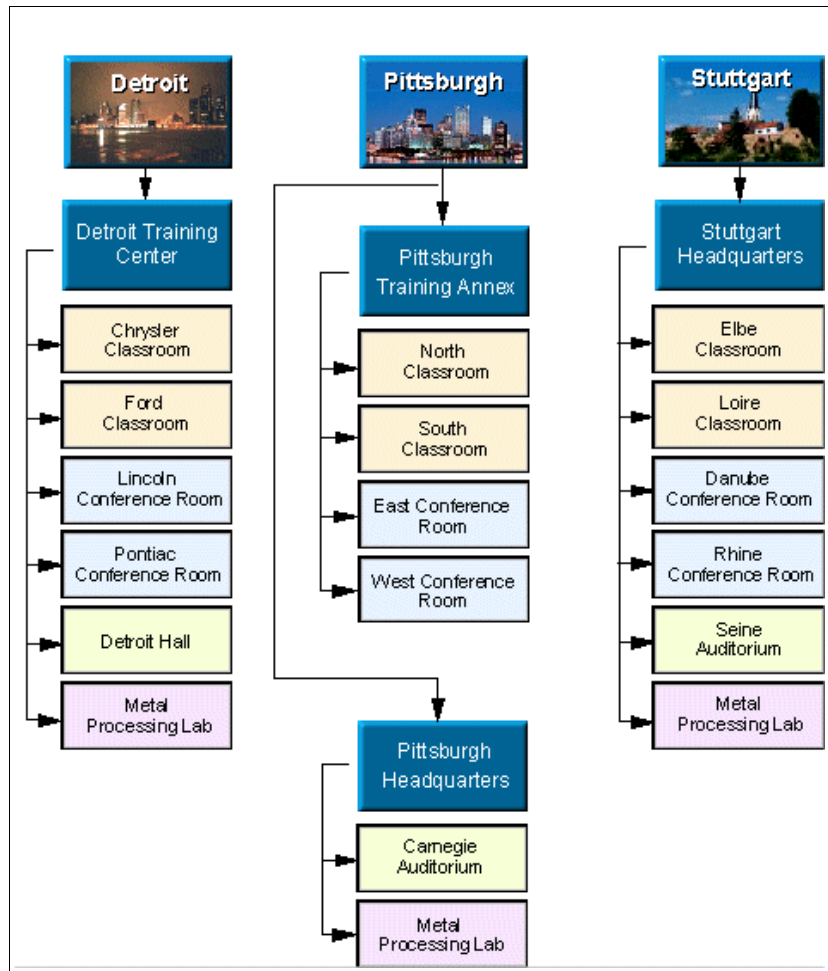 Detroit
Detroit Training
Center
Chrysler
Classroom
Ford
Classroom
Lincoln
Conference Room
Pontiac
Conference Room
Detroit Hall
Metal
Processing Lab
Pittsburgh
Pittsburgh
Training Annex
North
Classroom
South
Classroom
East Conference
Room
West Conference
Room
Pittsburgh
Headquarters
Carnegie
Auditorium
Metal
Processing Lab
Stuttgart
Stuttgart
Headquarters
Elbe
Classroom
Loire
Classroom
Danube
Conference Room
Rhine
Conference Room
Seine
Auditorium
Metal
Processing Lab